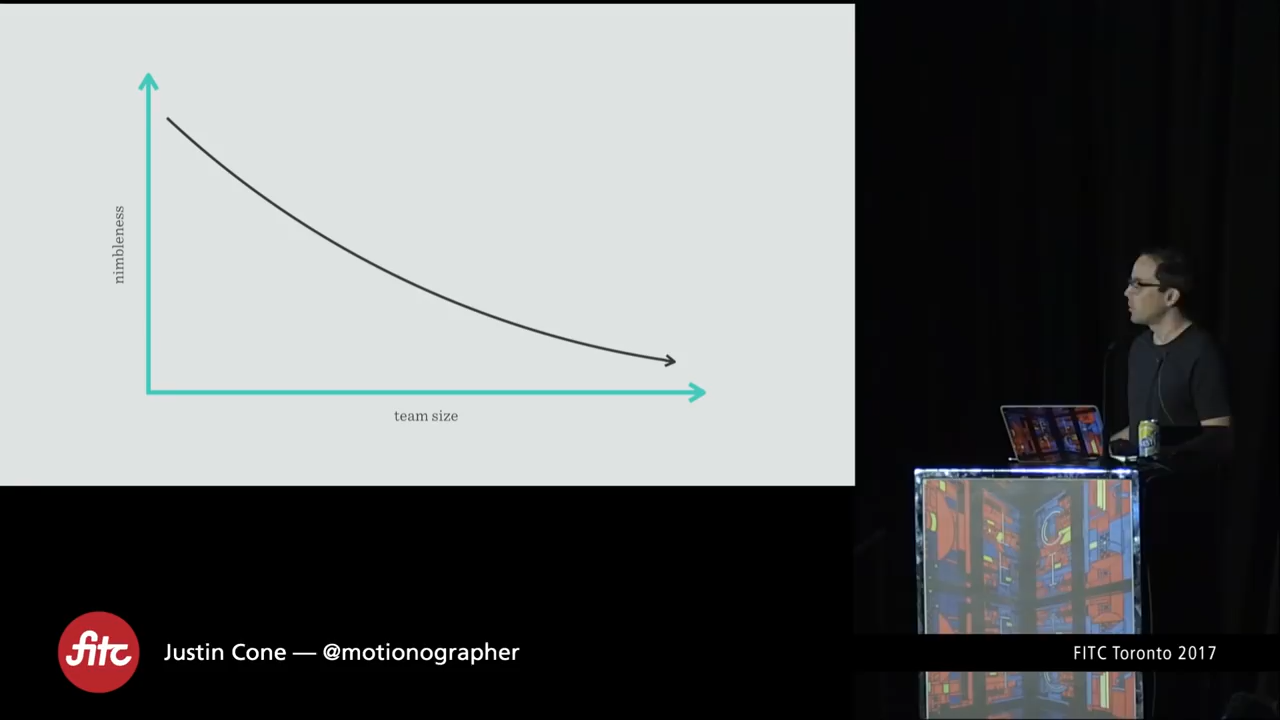 nimbleness
team size
fitc
Justin Cone — @motionographer
FITC Toronto 2017